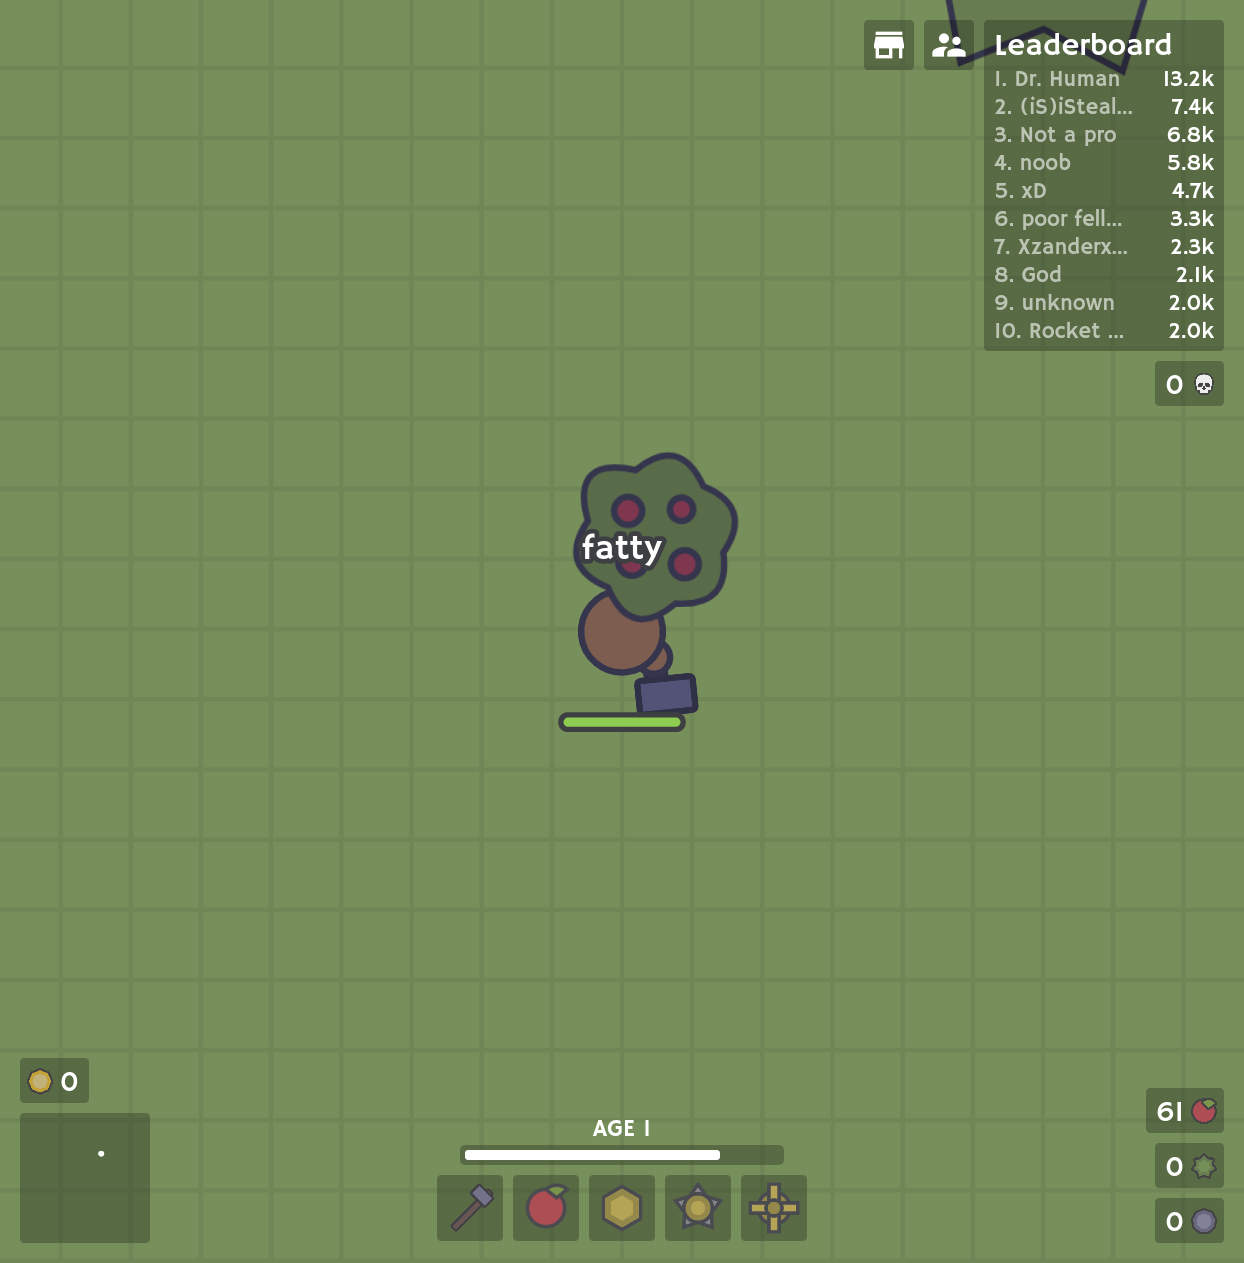 Leaderboard
1. Dr. Human 13.2k
2. (iS)iSteal... 7.4k
3. Not a pro 6.8k
4. noob 5.8k
5. xD 4.7k
6. poor fell... 3.3k
7. Xzanderx... 2.3k
8. God 2.1k
9. unknown 2.0k
10. Rocket ... 2.0k
0
fatty
0
61
AGE 1
0
0